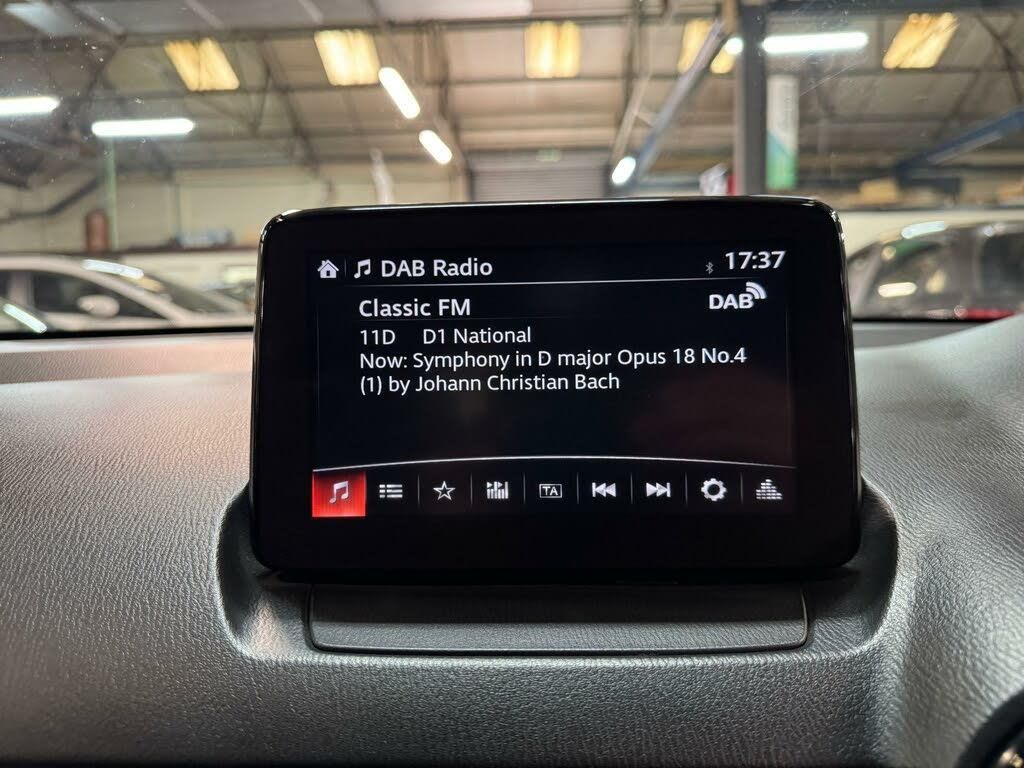 DAB Radio
17:37
Classic FM
DAB
11D D1 National
Now: Symphony in D major Opus 18 No.4
(1) by Johann Christian Bach
TA